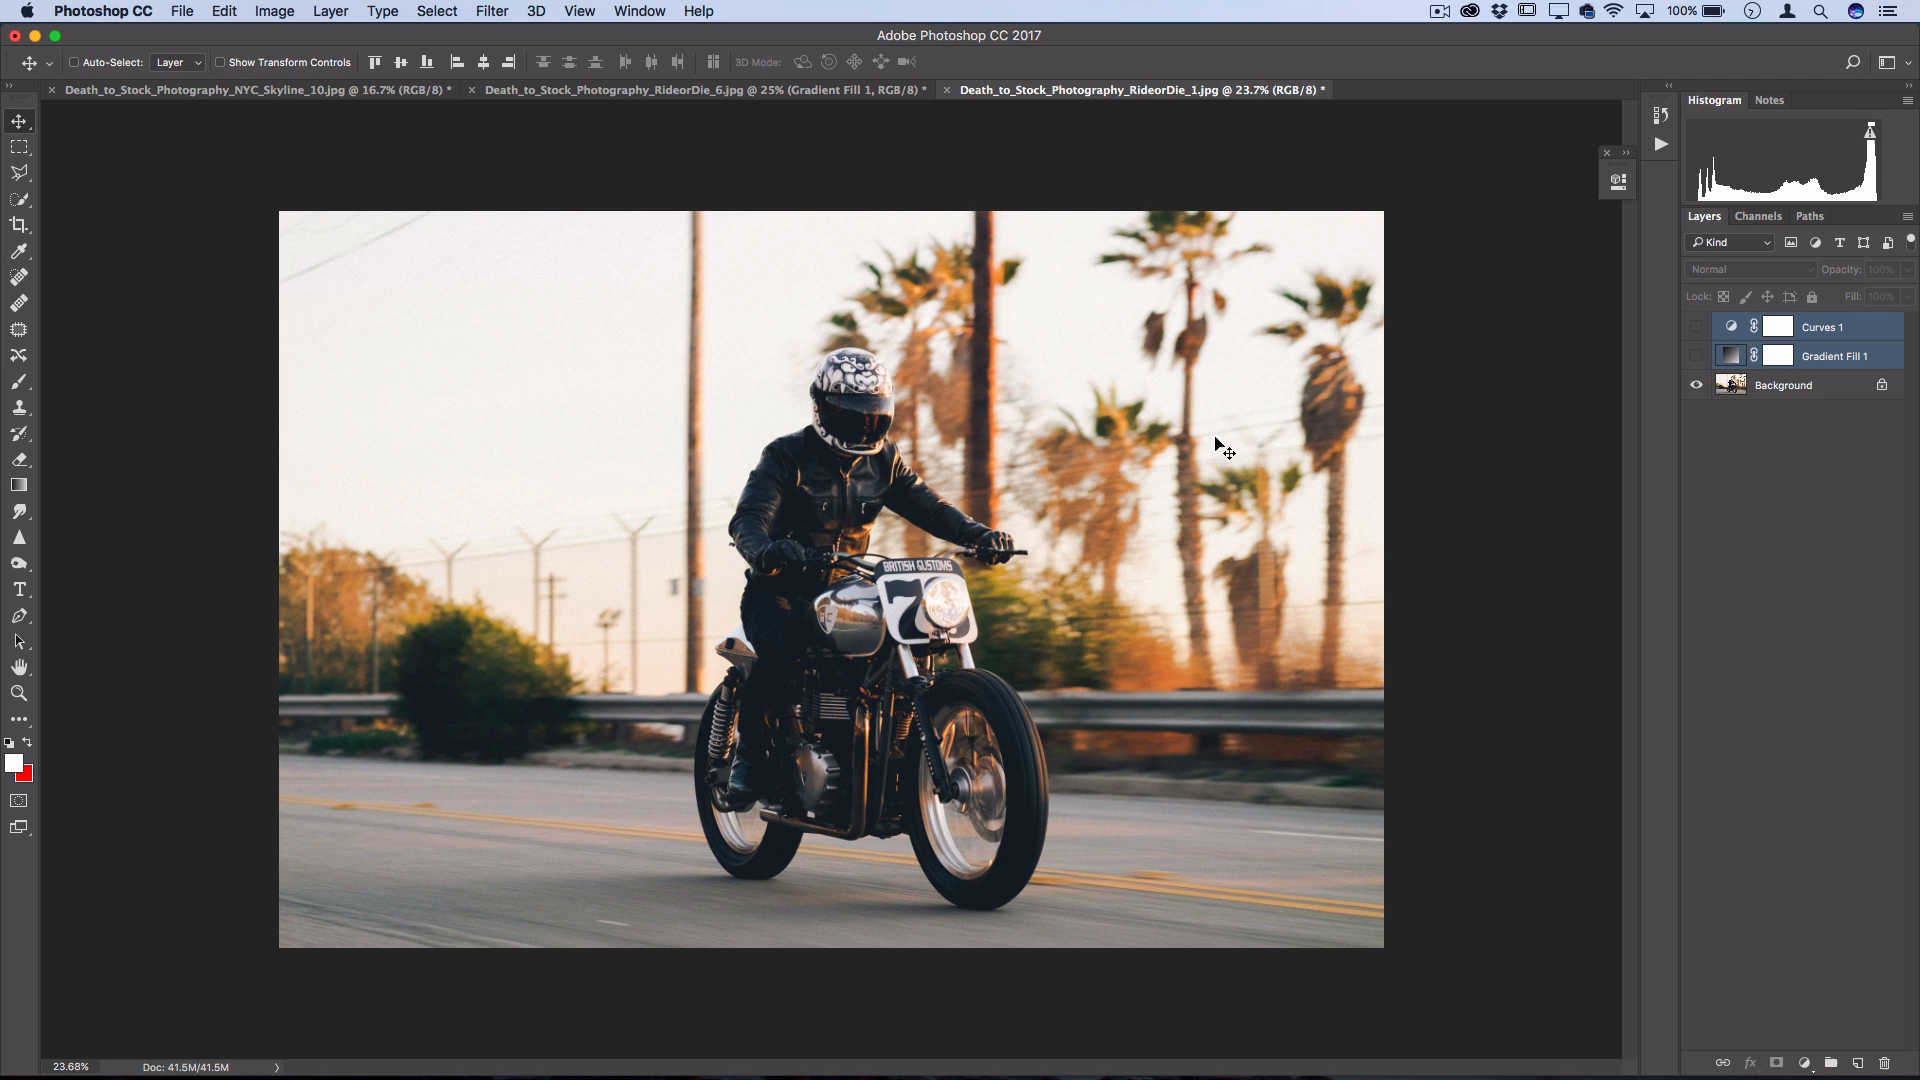 Photoshop CC File Edit Image Layer Type Select Filter 3D View Window Help 100%
Adobe Photoshop CC 2017
Auto-Select: Layer Show Transform Controls 3D Mode:
Death_to_Stock_Photography_NYC_Skyline_10.jpg @ 16.7% (RGB/8) * Death_to_Stock_Photography_RideorDie_6.jpg @ 25% (Gradient Fill 1, RGB/8) * Death_to_Stock_Photography_RideorDie_1.jpg @ 23.7% (RGB/8) *
Histogram Notes
Layers Channels Paths
Kind
Normal Opacity: 100%
Lock: Fill: 100%
Curves 1
Gradient Fill 1
Background
BRITISH CUSTOMS
7
23.68% Doc: 41.5M/41.5M